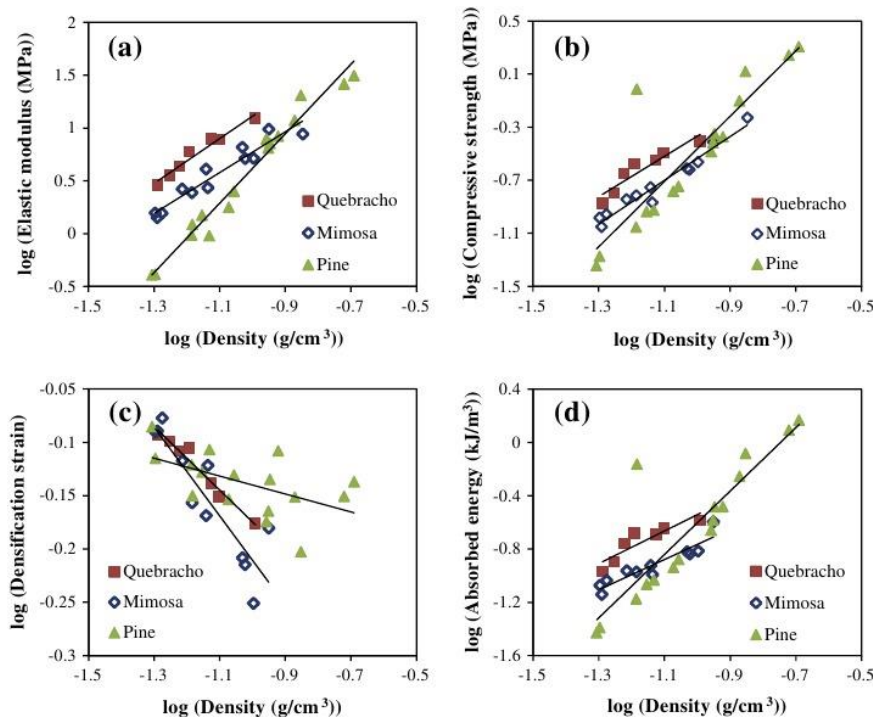 (a)
log (Elastic modulus (MPa))
2
1.5
1
0.5
0
-0.5
-1.5 -1.3 -1.1 -0.9 -0.7 -0.5
log (Density (g/cm³))
Quebracho
Mimosa
Pine
(b)
log (Compressive strength (MPa))
0.5
0.1
-0.3
-0.7
-1.1
-1.5
-1.5 -1.3 -1.1 -0.9 -0.7 -0.5
log (Density (g/cm³))
Quebracho
Mimosa
Pine
(c)
log (Densification strain)
-0.05
-0.1
-0.15
-0.2
-0.25
-0.3
-1.5 -1.3 -1.1 -0.9 -0.7 -0.5
log (Density (g/cm³))
Quebracho
Mimosa
Pine
(d)
log (Absorbed energy (kJ/m³))
0.4
0
-0.4
-0.8
-1.2
-1.6
-1.5 -1.3 -1.1 -0.9 -0.7 -0.5
log (Density (g/cm³))
Quebracho
Mimosa
Pine